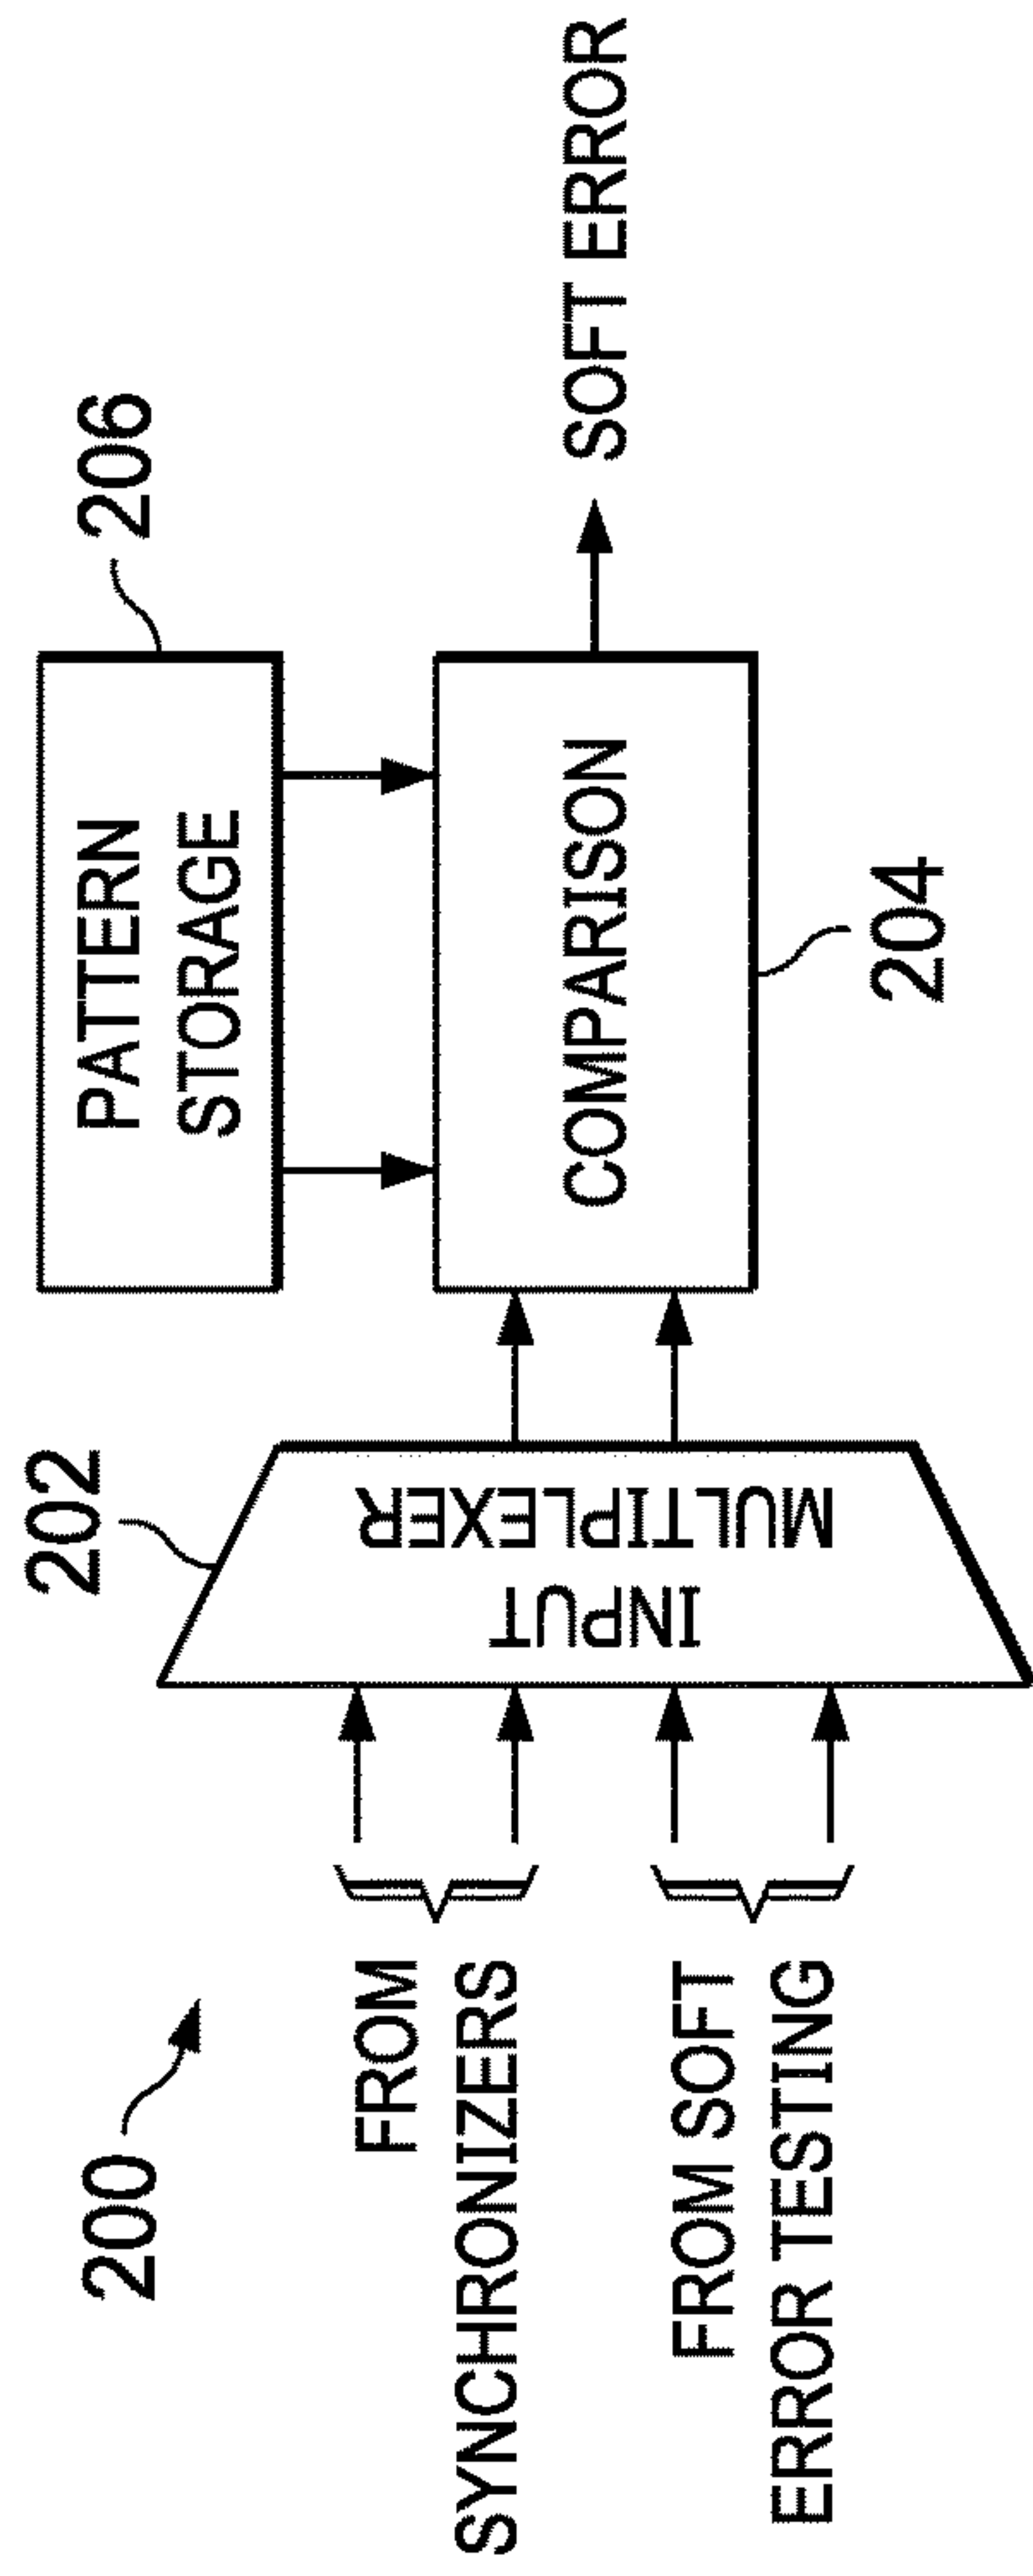 200
FROM
SYNCHRONIZERS
FROM SOFT
ERROR TESTING
202
INPUT
MULTIPLEXER
PATTERN
STORAGE
206
COMPARISON
204
SOFT ERROR